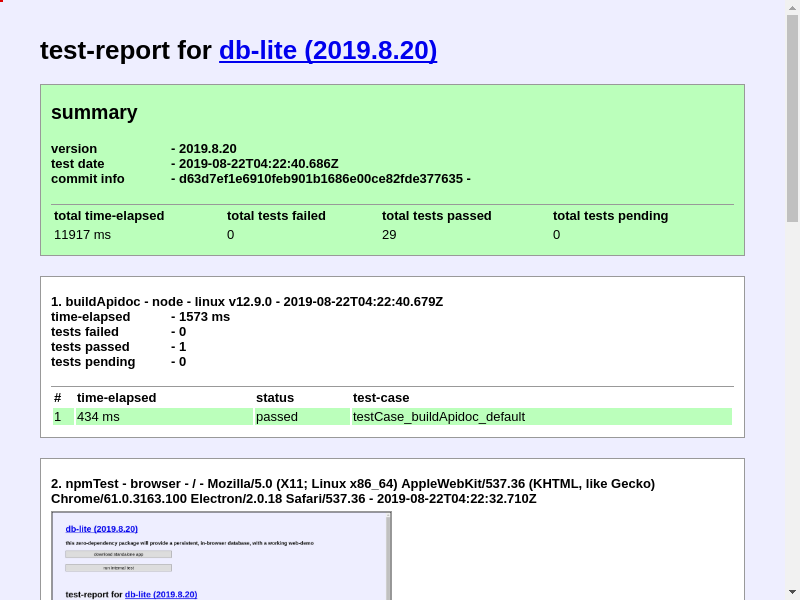 test-report for db-lite (2019.8.20)
summary
version - 2019.8.20
test date - 2019-08-22T04:22:40.686Z
commit info - d63d7ef1e6910feb901b1686e00ce82fde377635 -
total time-elapsed total tests failed total tests passed total tests pending
11917 ms 0 29 0
1. buildApidoc - node - linux v12.9.0 - 2019-08-22T04:22:40.679Z
time-elapsed - 1573 ms
tests failed - 0
tests passed - 1
tests pending - 0
# time-elapsed status test-case
1 434 ms passed testCase_buildApidoc_default
2. npmTest - browser - / - Mozilla/5.0 (X11; Linux x86_64) AppleWebKit/537.36 (KHTML, like Gecko)
Chrome/61.0.3163.100 Electron/2.0.18 Safari/537.36 - 2019-08-22T04:22:32.710Z
db-lite (2019.8.20)
this zero-dependency package will provide a persistent, in-browser database, with a working web-demo
download standalone app
run internal test
test-report for db-lite (2019.8.20)